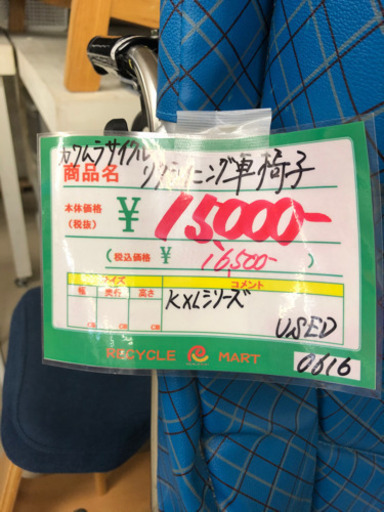 カワムラサイクル
商品名 リクライニング車椅子
本体価格
(税抜) ¥ 15,000-
(税込価格 ¥ 16,500-)
サイズ コメント
幅 奥行 高さ KXLシリーズ
CM CM CM USED
RECYCLE MART 0616